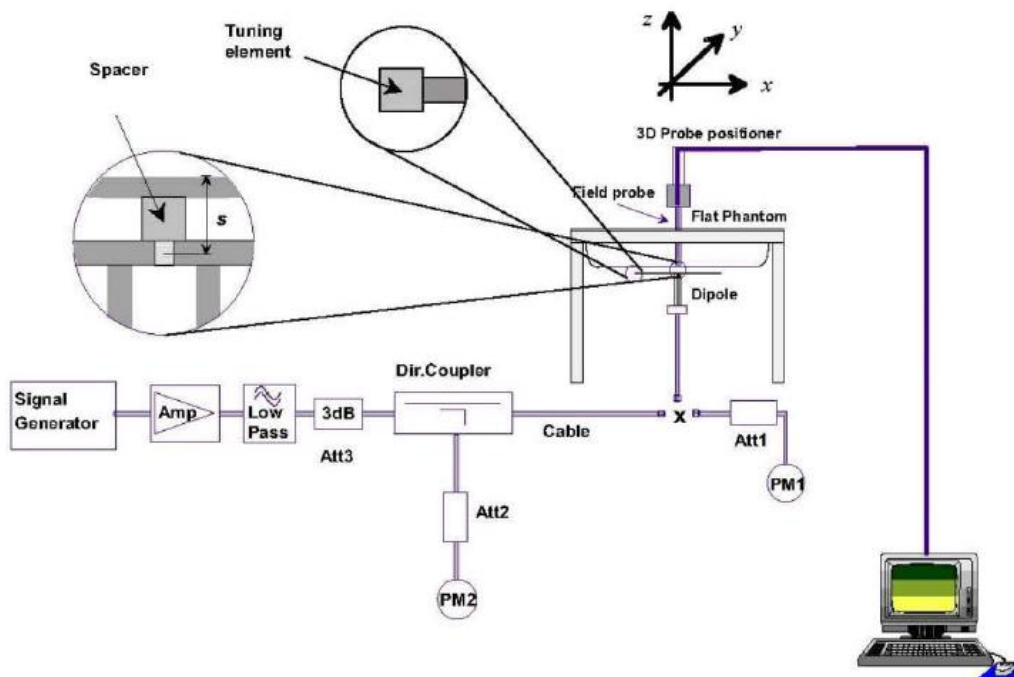 Tuning
element
Spacer
s
z
y
x
3D Probe positioner
Field probe
Flat Phantom
Dipole
Dir.Coupler
Signal
Generator
Amp
Low
Pass
3dB
Att3
Cable
x
Att1
PM1
Att2
PM2